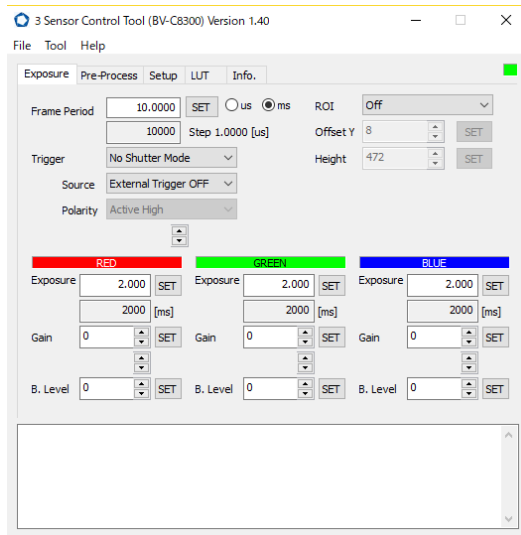 3 Sensor Control Tool (BV-C8300) Version 1.40
File Tool Help
Exposure Pre-Process Setup LUT Info.
Frame Period 10.0000 SET us ms ROI Off
10000 Step 1.0000 [us] Offset Y 8 SET
Trigger No Shutter Mode Height 472 SET
Source External Trigger OFF
Polarity Active High
RED GREEN BLUE
Exposure 2.000 SET Exposure 2.000 SET Exposure 2.000 SET
2000 [ms] 2000 [ms] 2000 [ms]
Gain 0 SET Gain 0 SET Gain 0 SET
B. Level 0 SET B. Level 0 SET B. Level 0 SET